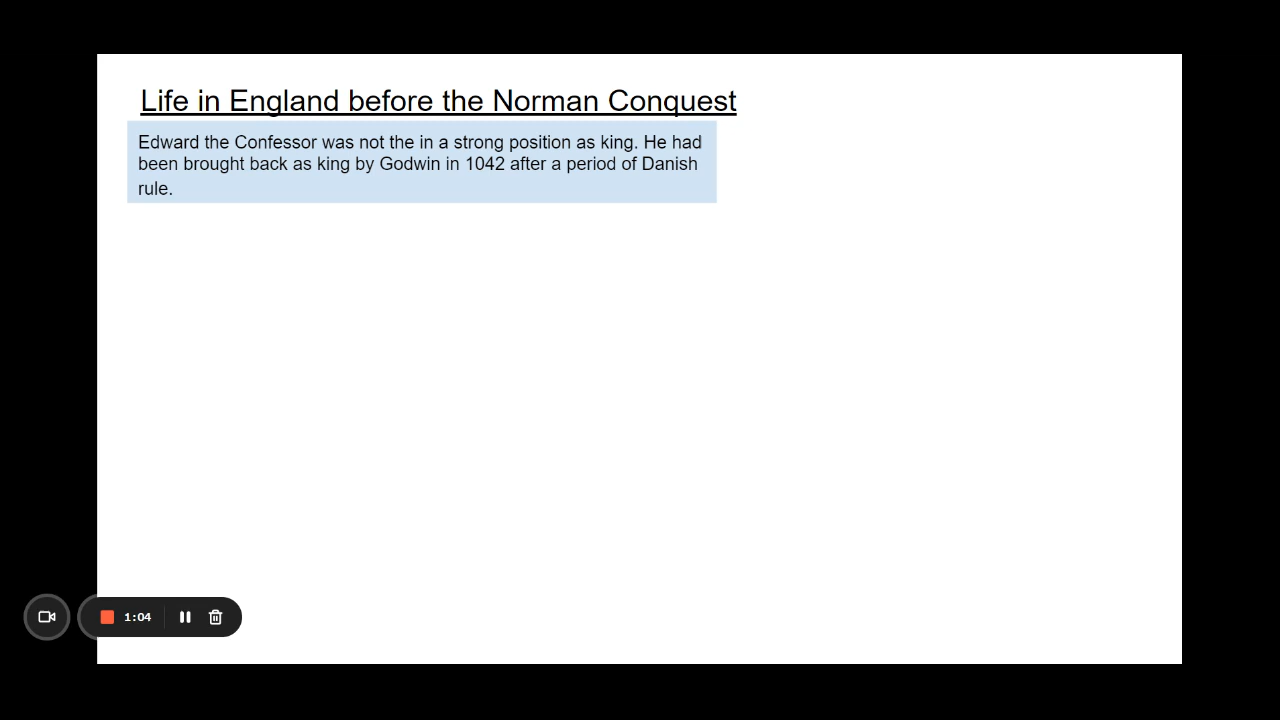 Life in England before the Norman Conquest
Edward the Confessor was not the in a strong position as king. He had
been brought back as king by Godwin in 1042 after a period of Danish
rule.
1:04